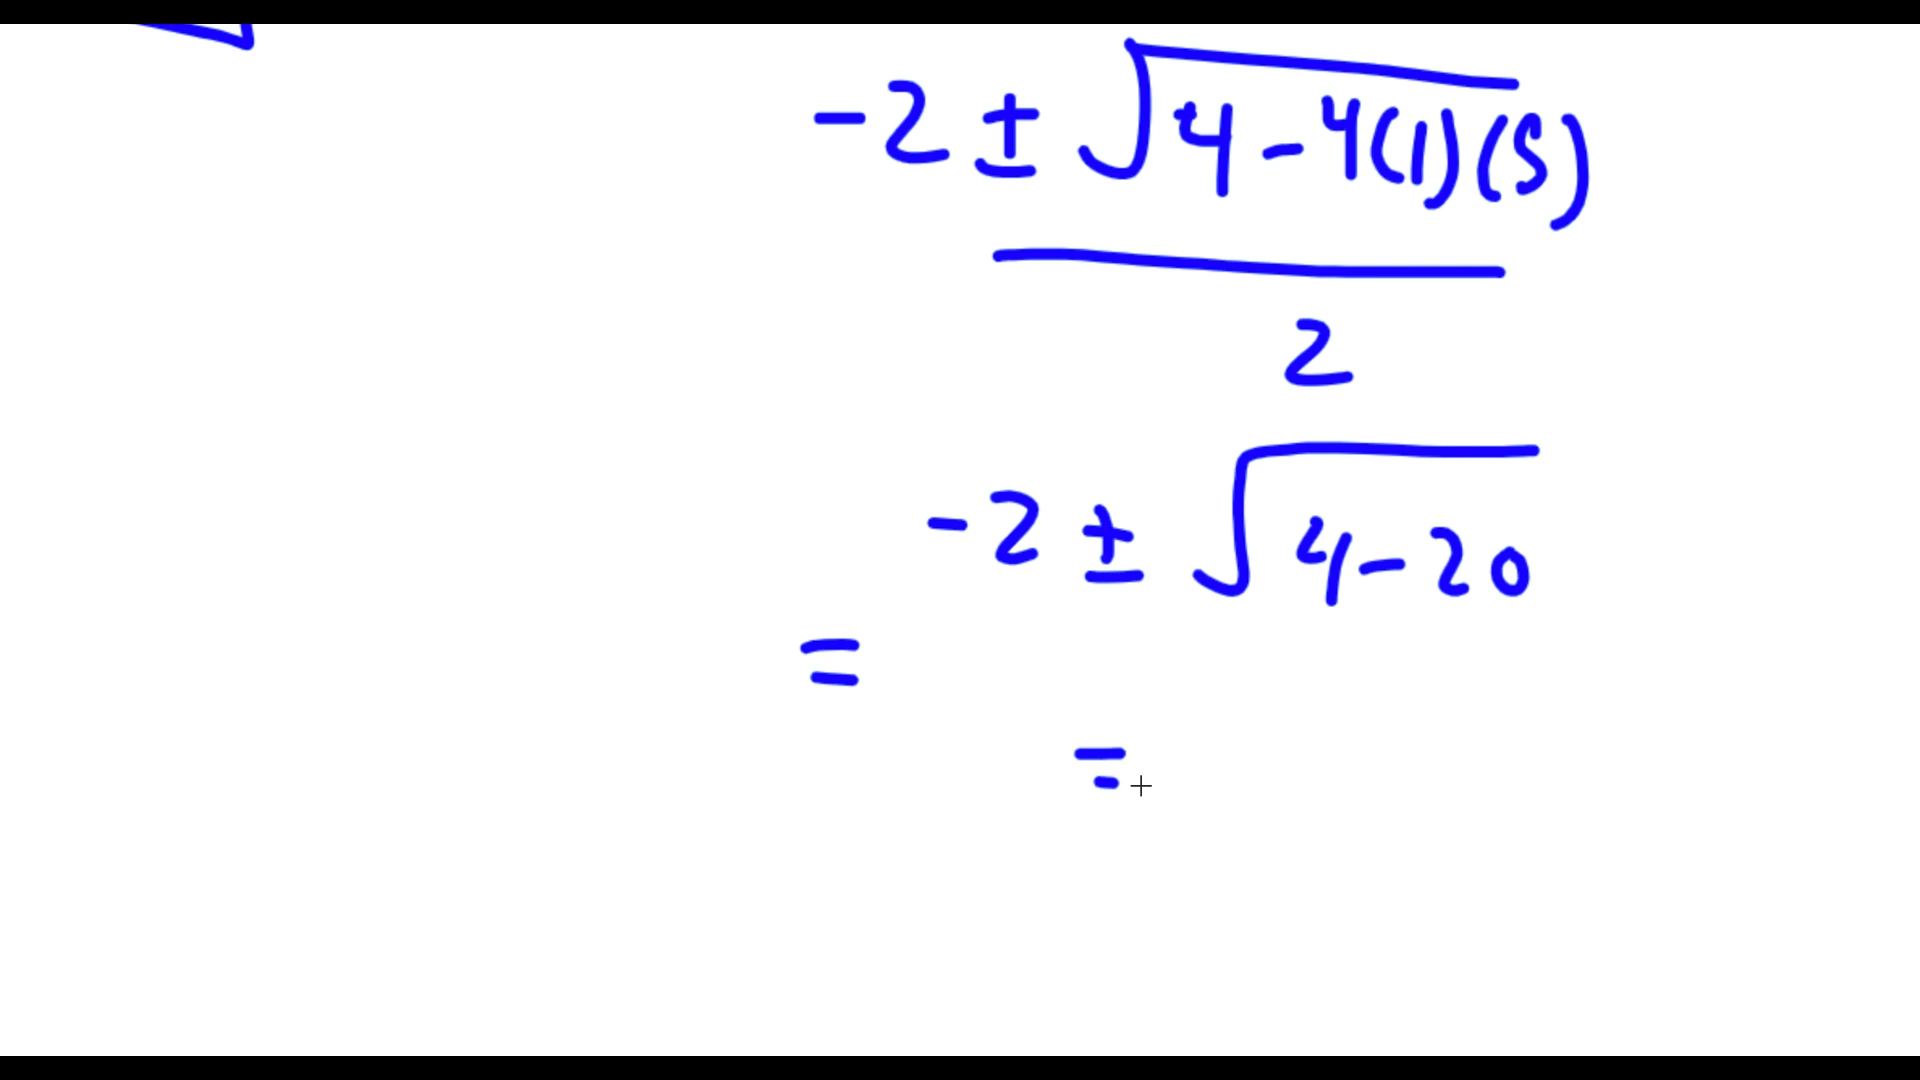 -2 ± √4-4(1)(5)
2
-2 ± √4-20
=
=